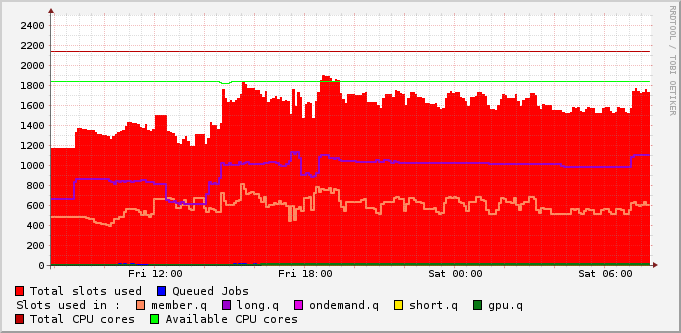 RRDTOOL / TOBI OETIKER
2400
2200
2000
1800
1600
1400
1200
1000
800
600
400
200
0
Fri 12:00 Fri 18:00 Sat 00:00 Sat 06:00
Total slots used Queued Jobs
Slots used in : member.q long.q ondemand.q short.q gpu.q
Total CPU cores Available CPU cores